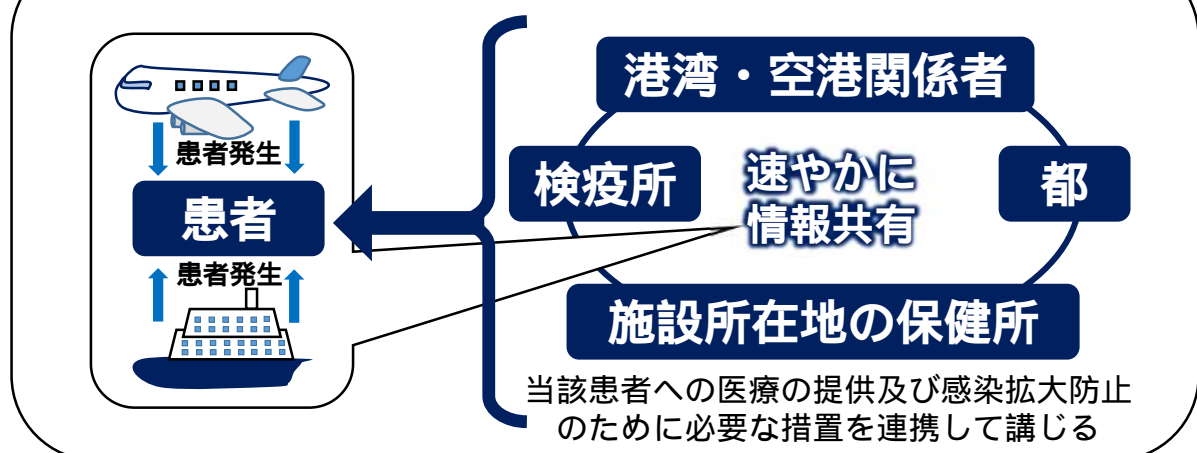 患者発生
患者
患者発生
港湾・空港関係者
検疫所
速やかに
情報共有
都
施設所在地の保健所
当該患者への医療の提供及び感染拡大防止
のために必要な措置を連携して講じる